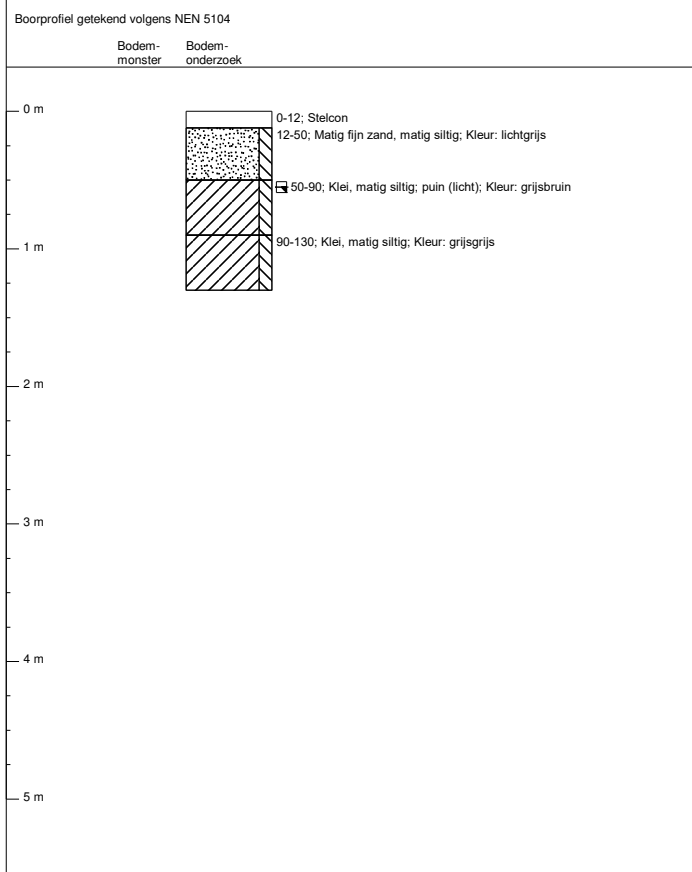 Boorprofiel getekend volgens NEN 5104
Bodem-
monster
Bodem-
onderzoek
0 m
0-12; Stelcon
12-50; Matig fijn zand, matig siltig; Kleur: lichtgrijs
50-90; Klei, matig siltig; puin (licht); Kleur: grijsbruin
1 m
90-130; Klei, matig siltig; Kleur: grijsgrijs
2 m
3 m
4 m
5 m